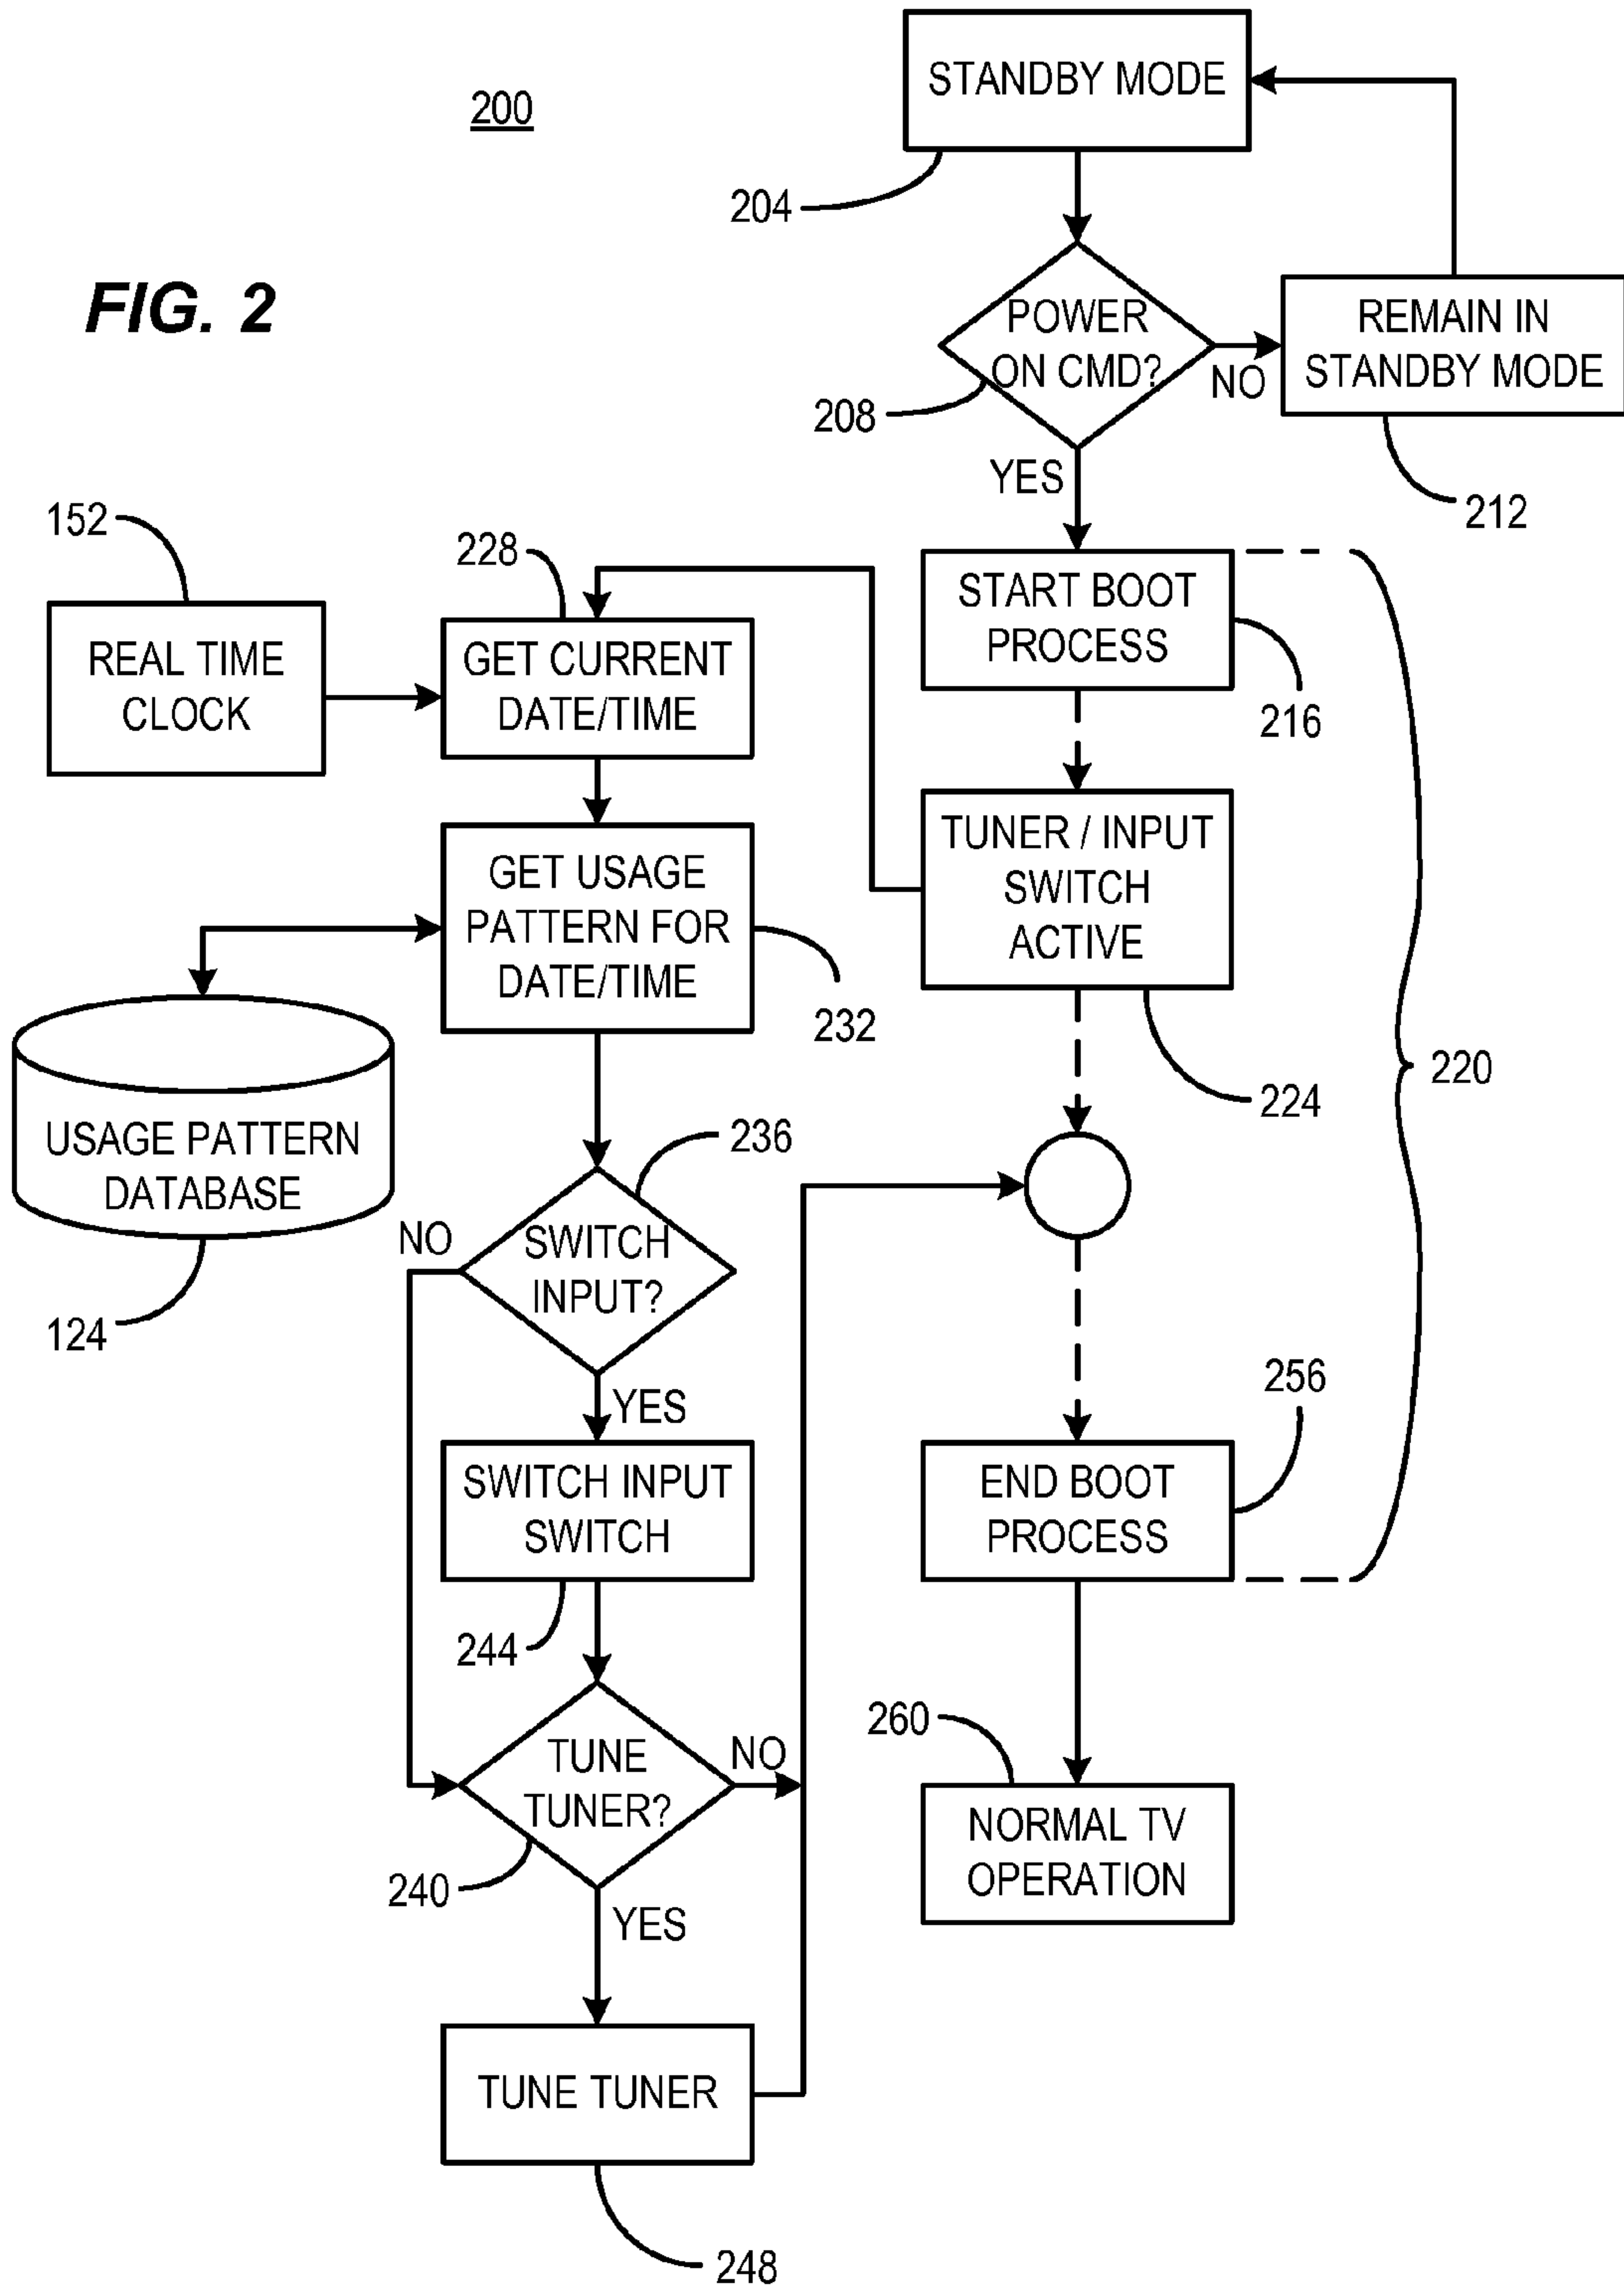 200
FIG. 2
STANDBY MODE
204
POWER
ON CMD?
208
NO
REMAIN IN
STANDBY MODE
212
YES
START BOOT
PROCESS
216
220
TUNER / INPUT
SWITCH
ACTIVE
224
152
REAL TIME
CLOCK
228
GET CURRENT
DATE/TIME
GET USAGE
PATTERN FOR
DATE/TIME
232
USAGE PATTERN
DATABASE
124
236
SWITCH
INPUT?
NO
YES
SWITCH INPUT
SWITCH
244
TUNE
TUNER?
NO
240
YES
TUNE TUNER
248
256
END BOOT
PROCESS
260
NORMAL TV
OPERATION